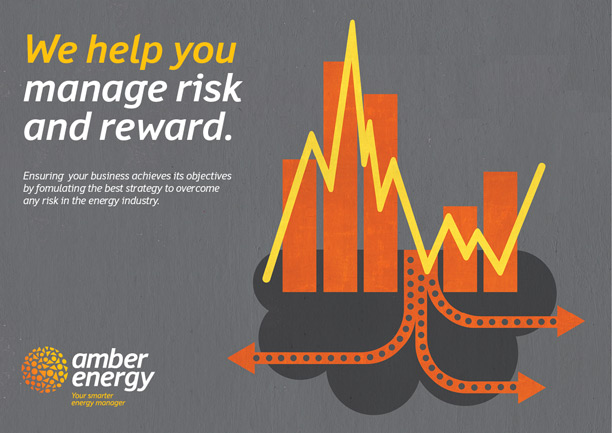 We help you
manage risk
and reward.
Ensuring your business achieves its objectives
by fomulating the best strategy to overcome
any risk in the energy industry.
amber
energy
Your smarter
energy manager